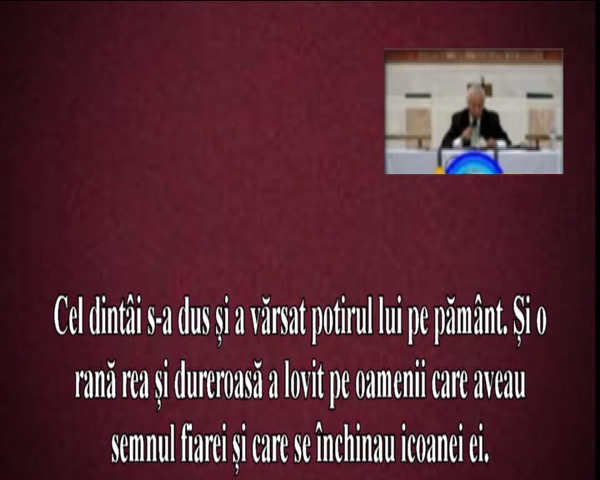 Cel dintâi s-a dus și a vărsat potirul lui pe pământ. Și o
rană rea și dureroasă a lovit pe oamenii care aveau
semnul fiarei și care se închinau icoanei ei.